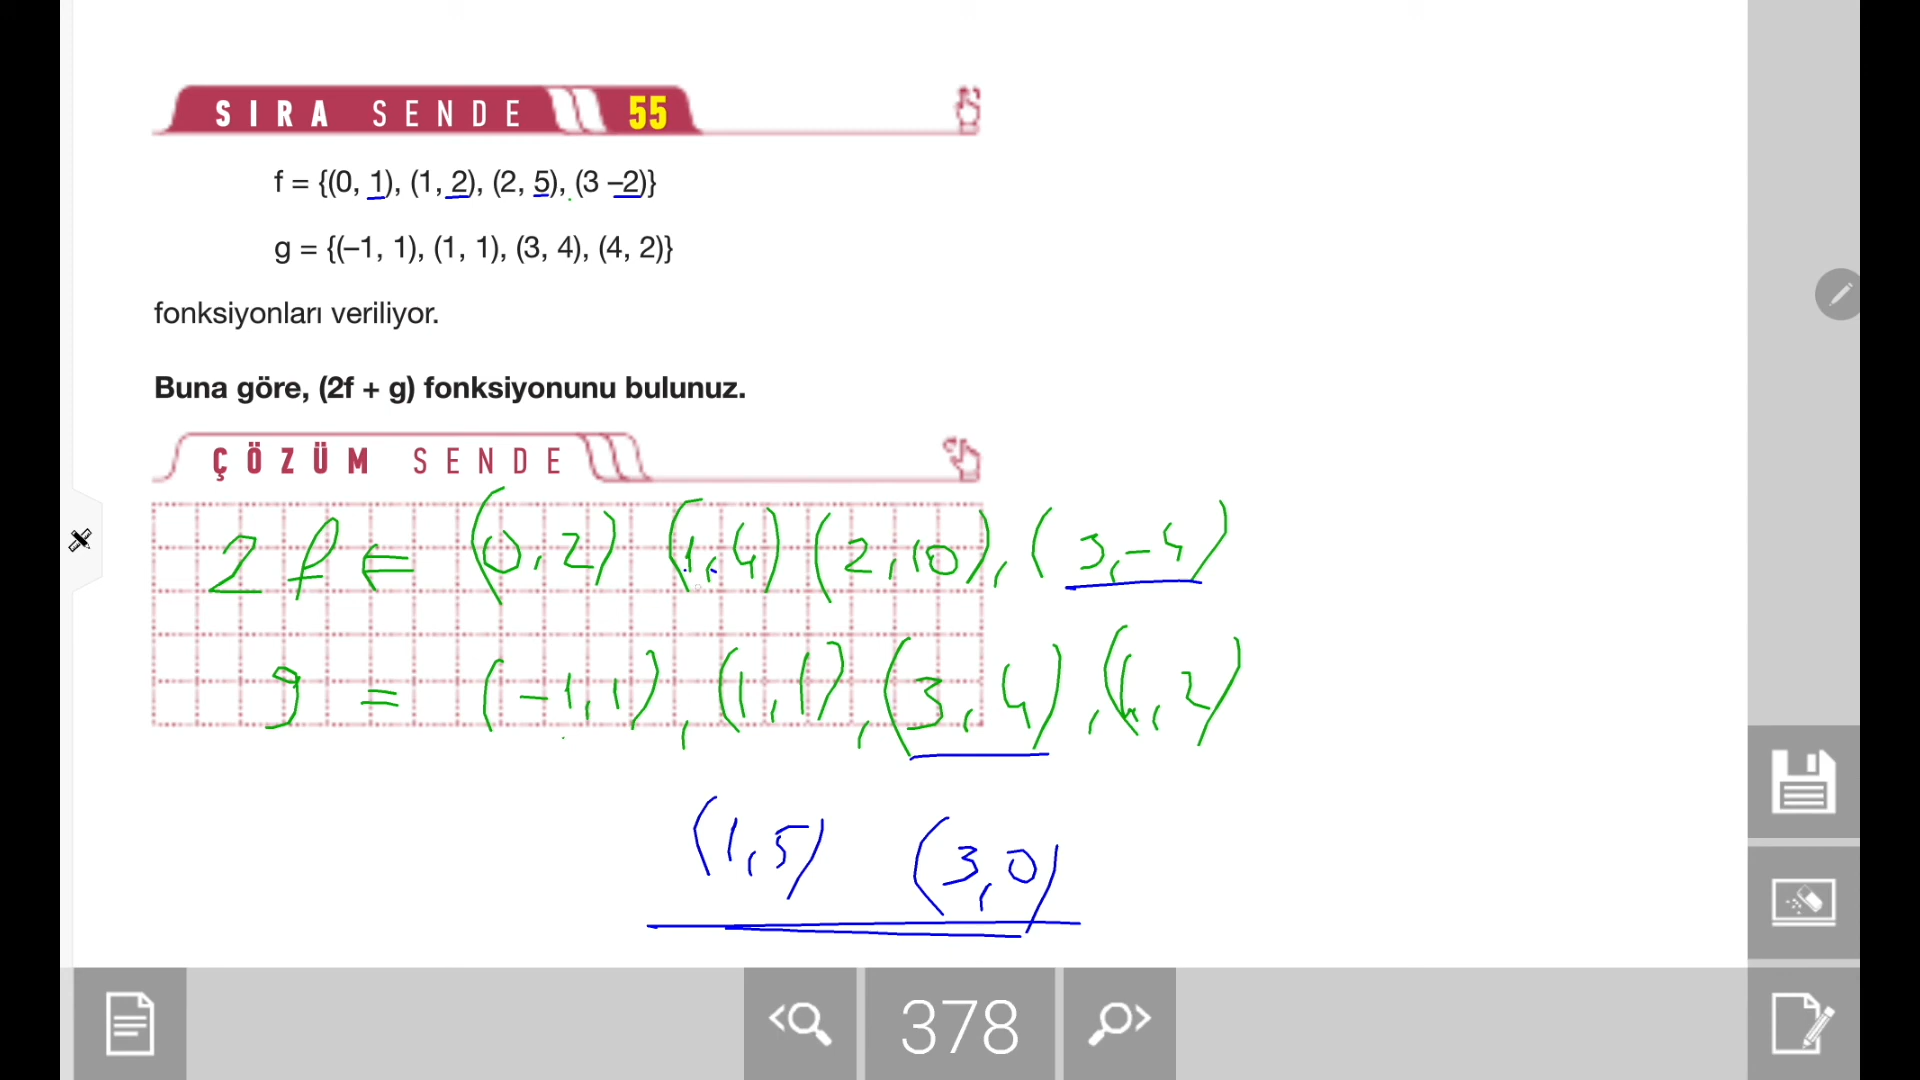 SIRA SENDE 55
f = {(0, 1), (1, 2), (2, 5), (3 –2)}
g = {(–1, 1), (1, 1), (3, 4), (4, 2)}
fonksiyonları veriliyor.
Buna göre, (2f + g) fonksiyonunu bulunuz.
ÇÖZÜM SENDE
2f = (0, 2) (1, 4) (2, 10), (3, -4)
g = (-1, 1), (1, 1), (3, 4), (4, 2)
(1, 5) (3, 0)
378